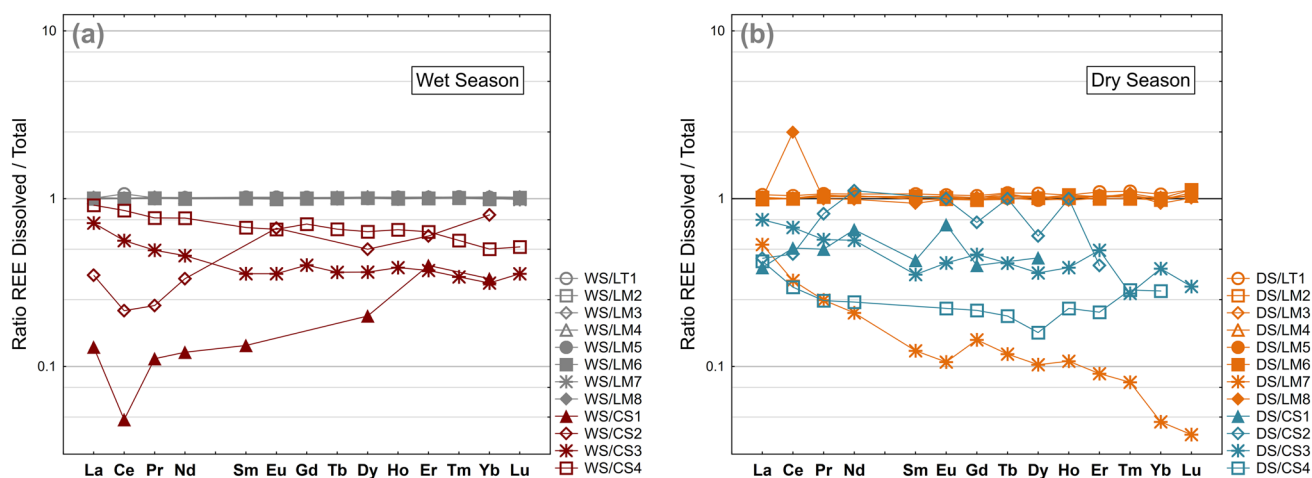 (a)
Wet Season
Ratio REE Dissolved / Total
10
1
0.1
La Ce Pr Nd Sm Eu Gd Tb Dy Ho Er Tm Yb Lu
WS/LT1
WS/LM2
WS/LM3
WS/LM4
WS/LM5
WS/LM6
WS/LM7
WS/LM8
WS/CS1
WS/CS2
WS/CS3
WS/CS4
(b)
Dry Season
Ratio REE Dissolved / Total
10
1
0.1
La Ce Pr Nd Sm Eu Gd Tb Dy Ho Er Tm Yb Lu
DS/LT1
DS/LM2
DS/LM3
DS/LM4
DS/LM5
DS/LM6
DS/LM7
DS/LM8
DS/CS1
DS/CS2
DS/CS3
DS/CS4